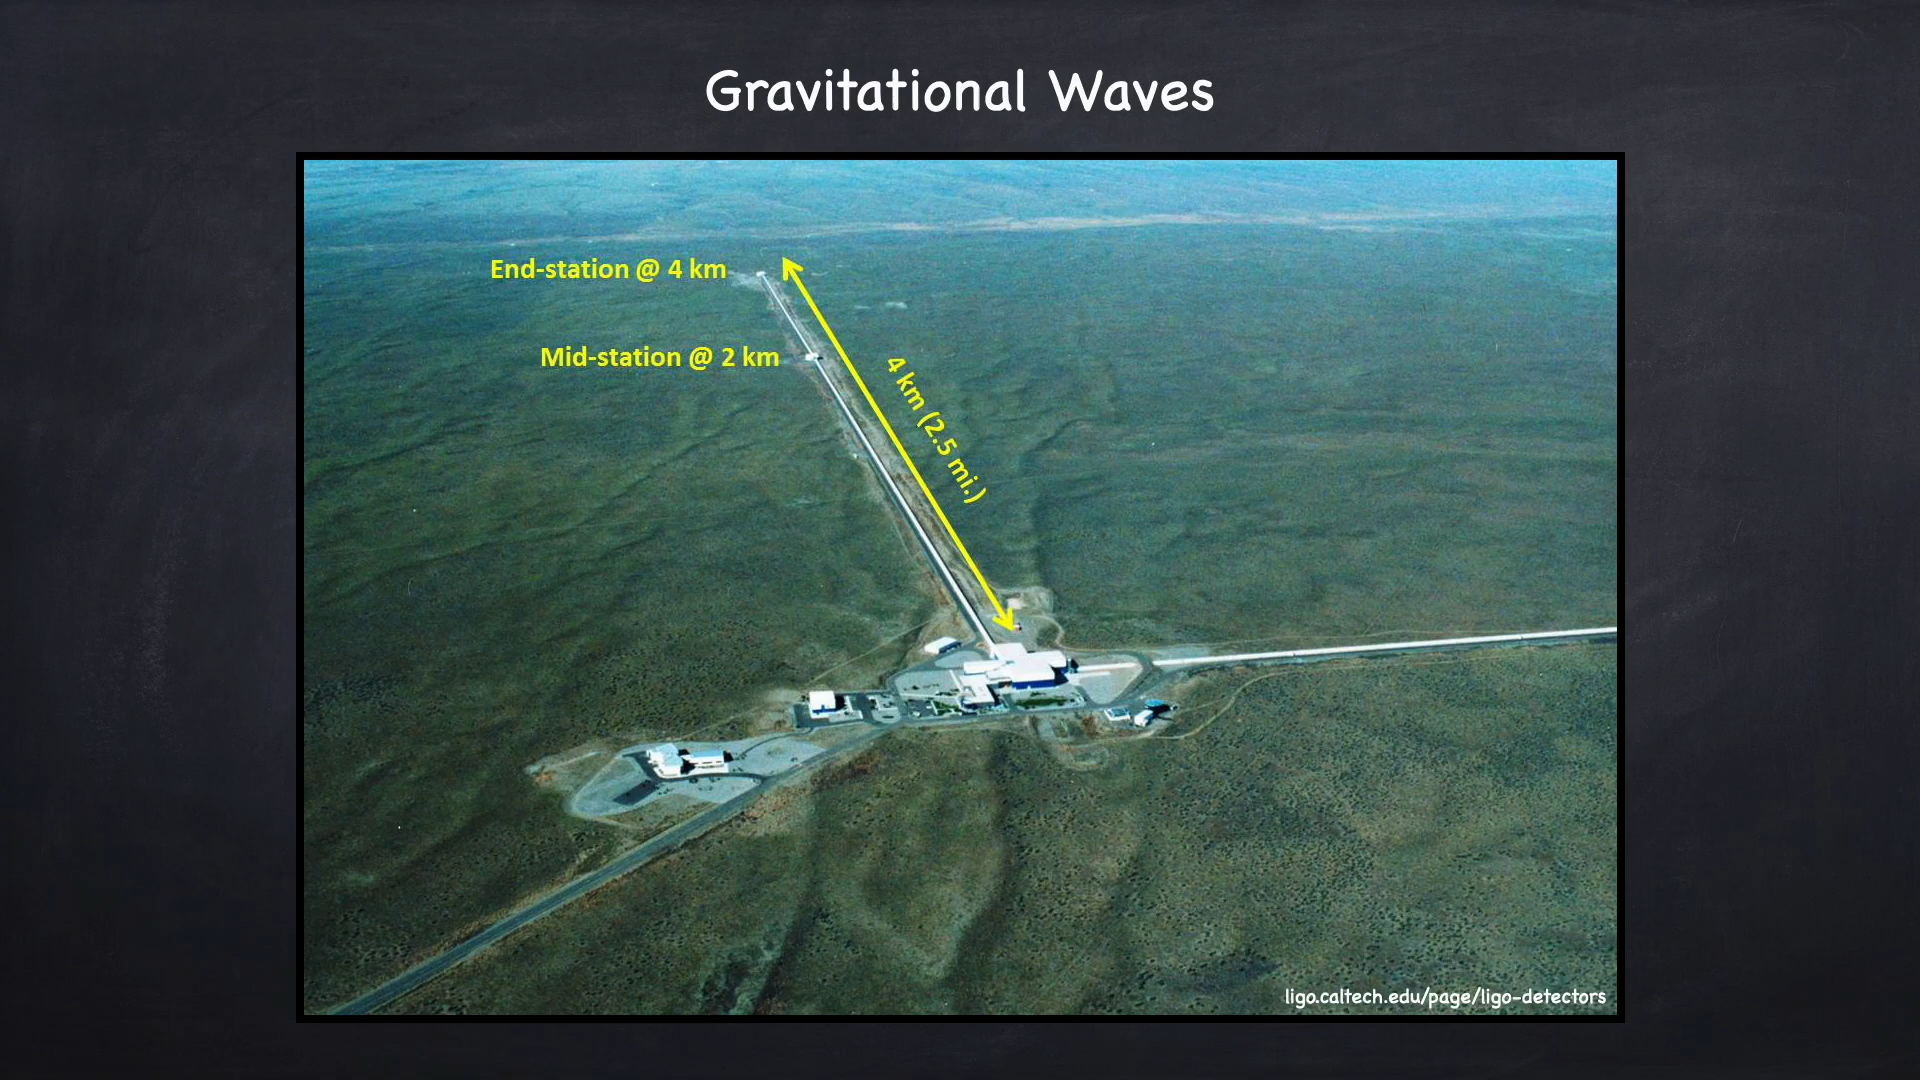 Gravitational Waves
End-station @ 4 km
Mid-station @ 2 km
4 km (2.5 mi.)
ligo.caltech.edu/page/ligo-detectors